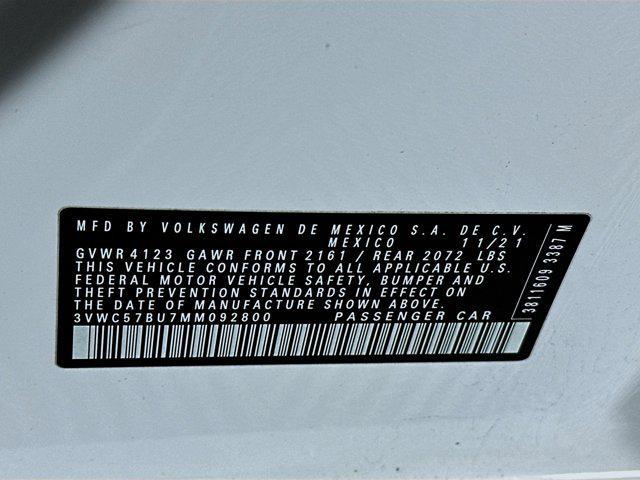 MFD BY VOLKSWAGEN DE MEXICO S.A. DE C.V.
MEXICO 11/21
GVWR 4123 GAWR FRONT 2161 / REAR 2072 LBS
THIS VEHICLE CONFORMS TO ALL APPLICABLE U.S.
FEDERAL MOTOR VEHICLE SAFETY, BUMPER AND
THEFT PREVENTION STANDARDS IN EFFECT ON
THE DATE OF MANUFACTURE SHOWN ABOVE.
3VWC57BU7MM092800 PASSENGER CAR
3811609 3387 M